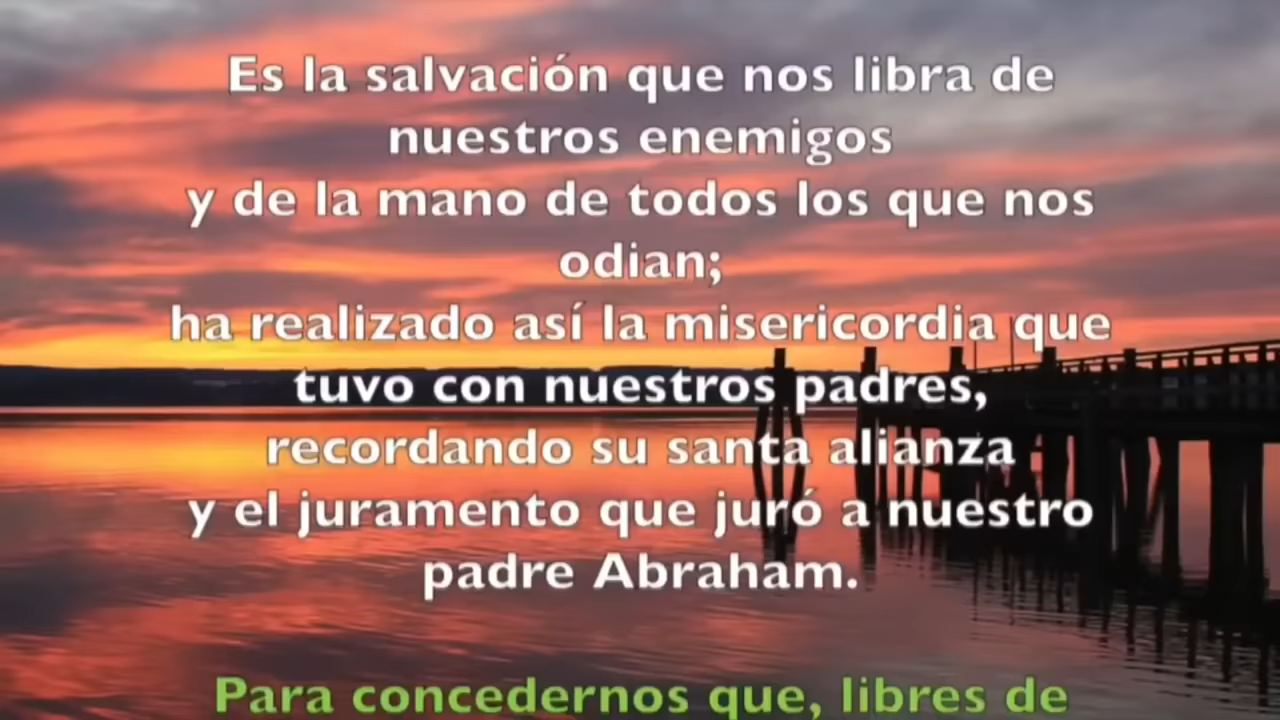 Es la salvación que nos libra de
nuestros enemigos
y de la mano de todos los que nos
odian;
ha realizado así la misericordia que
tuvo con nuestros padres,
recordando su santa alianza
y el juramento que juró a nuestro
padre Abraham.
Para concedernos que, libres de